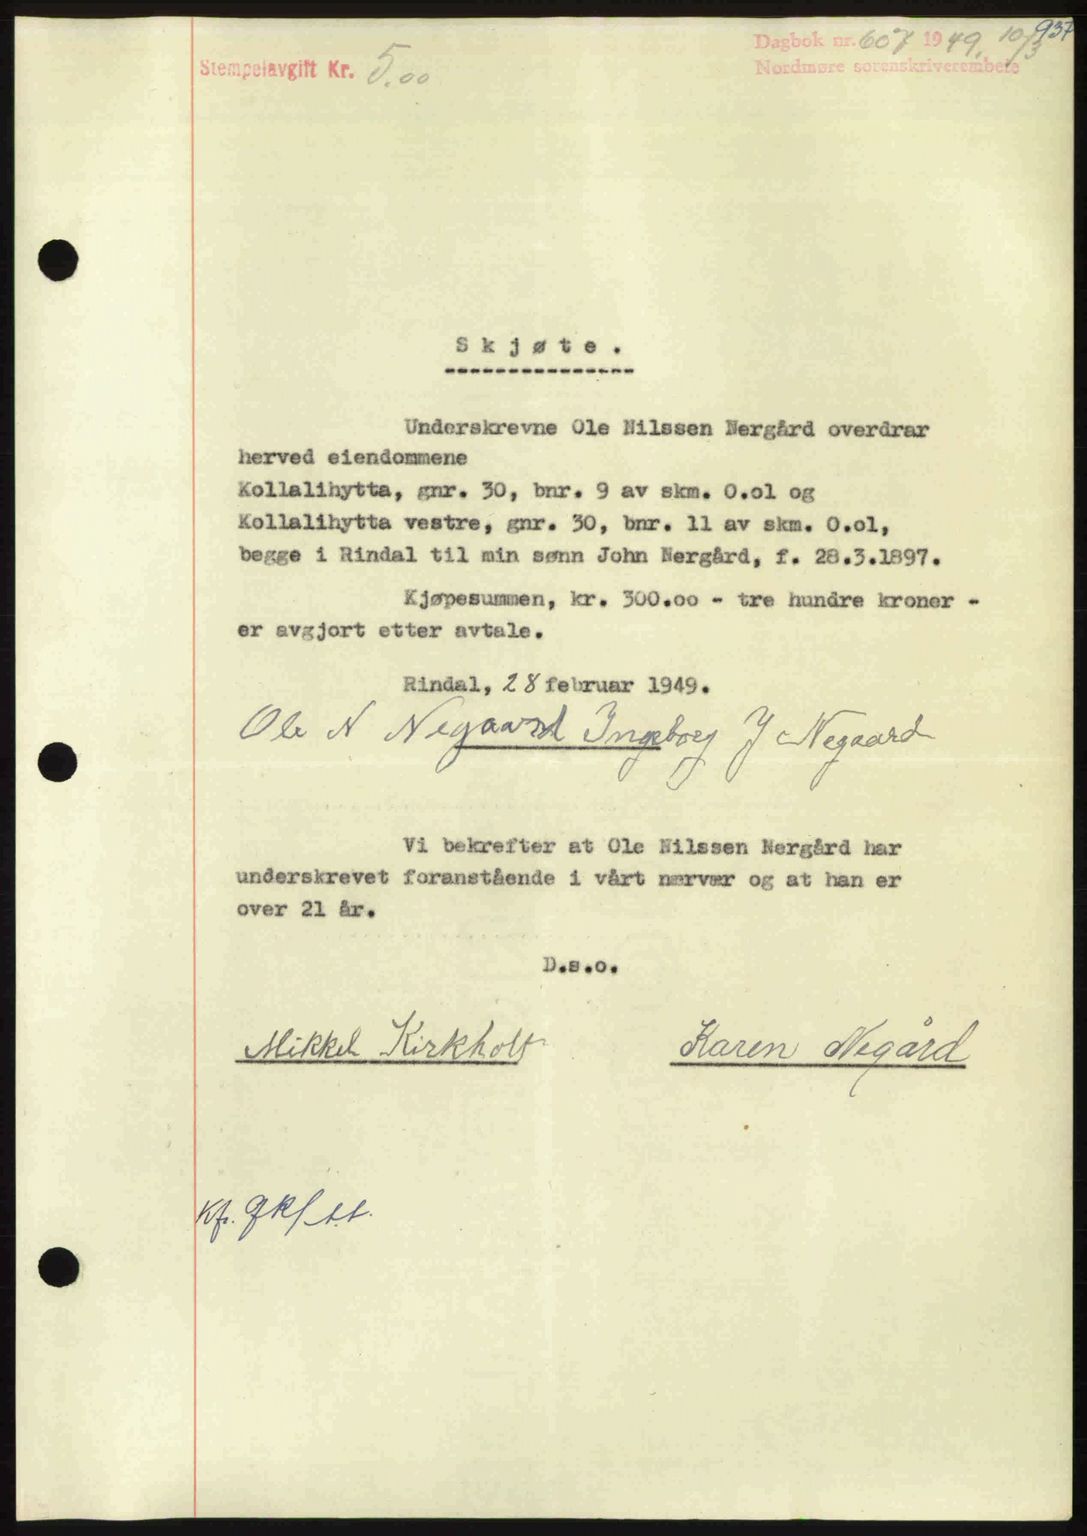 937
Dagbok nr. 607 1949. 10/3
Nordmøre sorenskriverembete
Stempelavgift Kr. 5.00
Skjøte.
Underskrevne Ole Nilssen Nergård overdrar
herved eiendommene
Kollalihytta, gnr. 30, bnr. 9 av skm. 0.01 og
Kollalihytta vestre, gnr. 30, bnr. 11 av skm. 0.01,
begge i Rindal til min sønn John Nergård, f. 28.3.1897.
Kjøpesummen, kr. 300.00 - tre hundre kroner -
er avgjort etter avtale.
Rindal, 28 februar 1949.
Ole N Negaard Ingeborg J Negaard
Vi bekrefter at Ole Nilssen Nergård har
underskrevet foranstående i vårt nærvær og at han er
over 21 år.
D.s.o.
Mikkel Kirkholt Karen Negård
Kf.